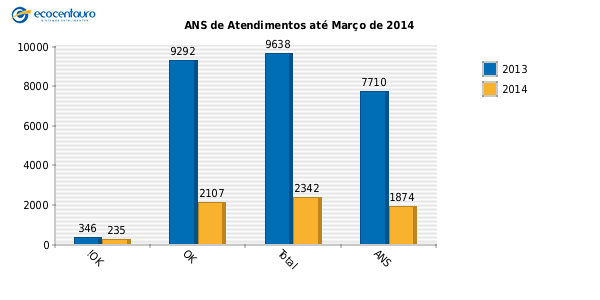 ecocentauro
ANS de Atendimentos até Março de 2014
10000
8000
6000
4000
2000
0
346
235
9292
2107
9638
2342
7710
1874
!OK
OK
Total
ANS
2013
2014